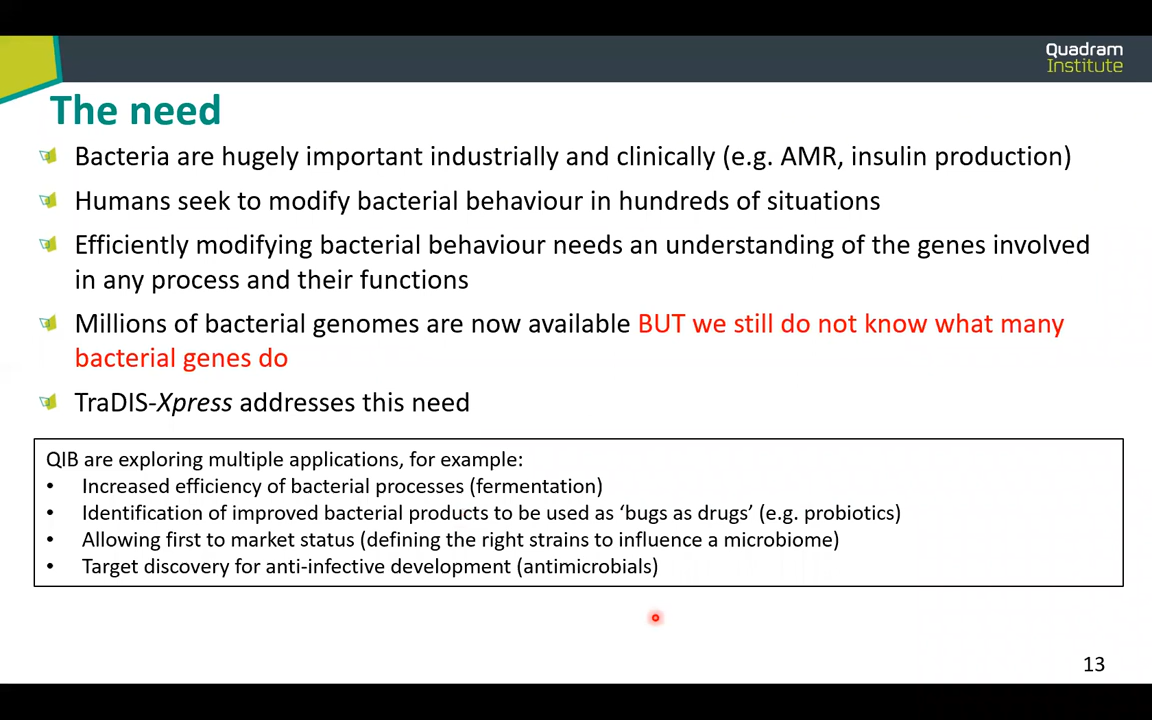 Quadram
Institute
The need
Bacteria are hugely important industrially and clinically (e.g. AMR, insulin production)
Humans seek to modify bacterial behaviour in hundreds of situations
Efficiently modifying bacterial behaviour needs an understanding of the genes involved
in any process and their functions
Millions of bacterial genomes are now available BUT we still do not know what many
bacterial genes do
TraDIS-Xpress addresses this need
QIB are exploring multiple applications, for example:
• Increased efficiency of bacterial processes (fermentation)
• Identification of improved bacterial products to be used as ‘bugs as drugs’ (e.g. probiotics)
• Allowing first to market status (defining the right strains to influence a microbiome)
• Target discovery for anti-infective development (antimicrobials)
13